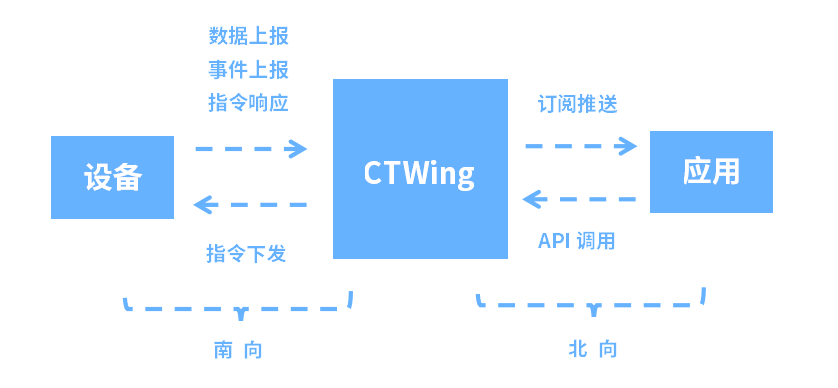 数据上报
事件上报
指令响应
订阅推送
设备
CTWing
应用
指令下发
API 调用
南 向
北 向